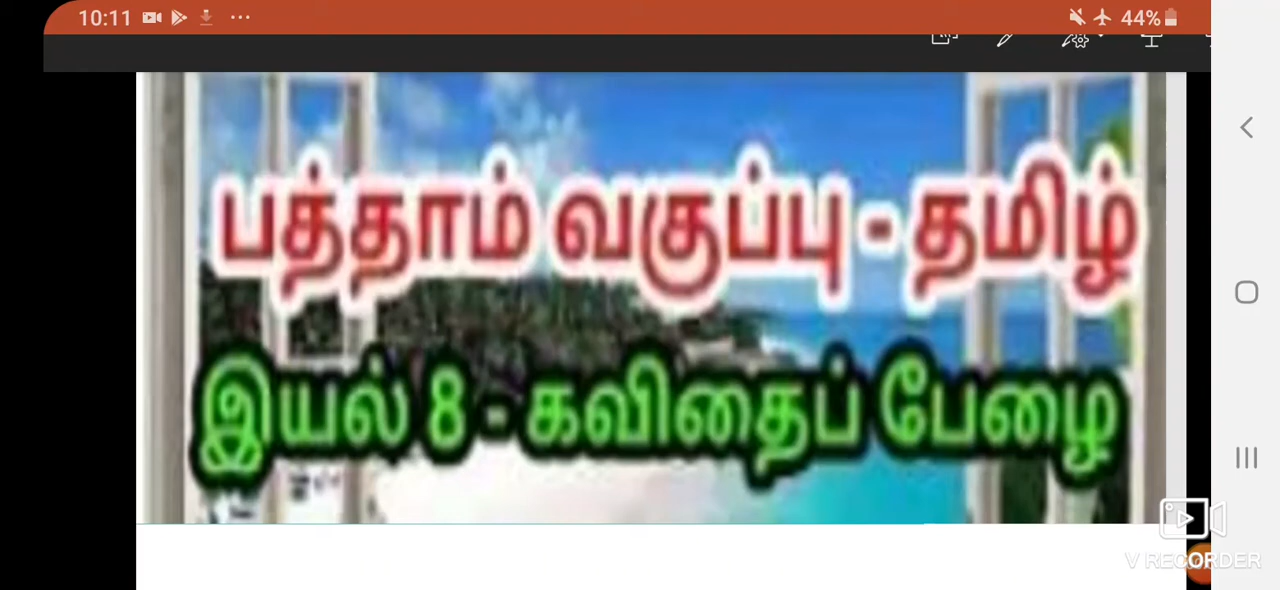 10:11
44%
பத்தாம் வகுப்பு - தமிழ்
இயல் 8 - கவிதைப் பேழை
V RECORDER